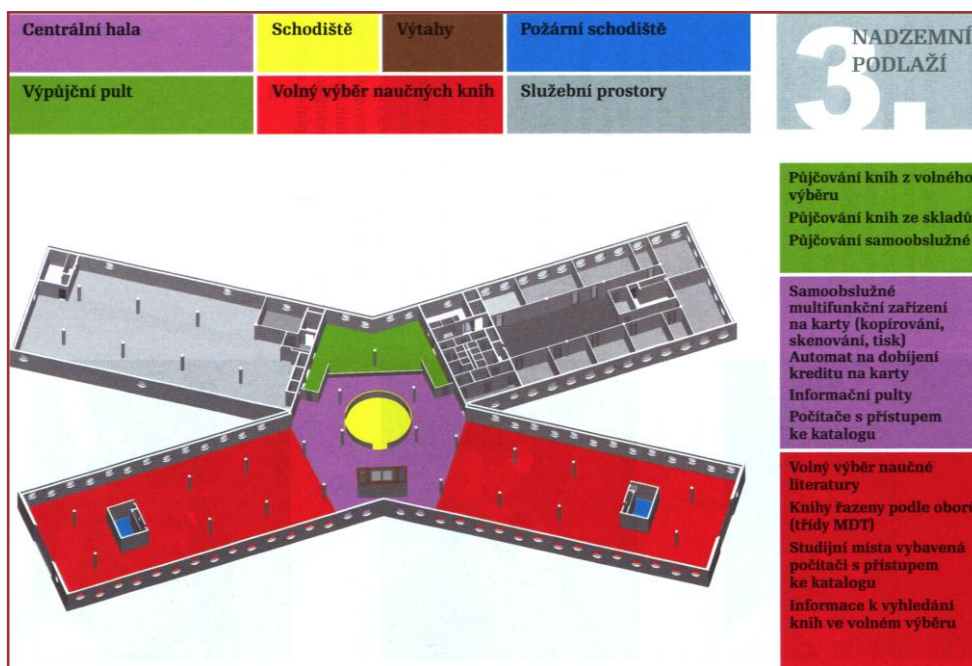 Centrální hala
Schodiště
Výtahy
Požární schodiště
Výpůjční pult
Volný výběr naučných knih
Služební prostory
3.
NADZEMNÍ
PODLAŽÍ
Půjčování knih z volného
výběru
Půjčování knih ze skladů
Půjčování samoobslužné
Samoobslužné
multifunkční zařízení
na karty (kopírování,
skenování, tisk)
Automat na dobíjení
kreditu na karty
Informační pulty
Počítače s přístupem
ke katalogu
Volný výběr naučné
literatury
Knihy řazeny podle oboru
(třídy MDT)
Studijní místa vybavená
počítači s přístupem
ke katalogu
Informace k vyhledání
knih ve volném výběru